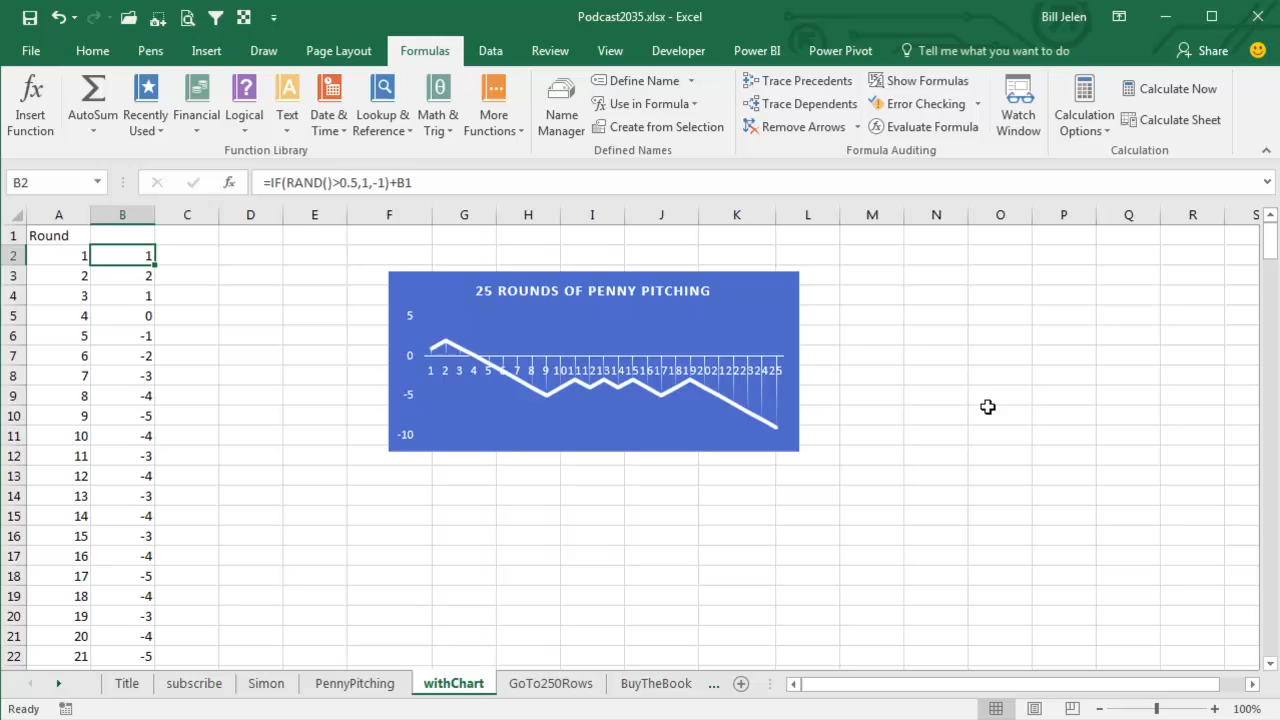 Podcast2035.xlsx - Excel
Bill Jelen
File Home Pens Insert Draw Page Layout Formulas Data Review View Developer Power BI Power Pivot Tell me what you want to do Share
Insert Function
AutoSum
Recently Used
Financial
Logical
Text
Date & Time
Lookup & Reference
Math & Trig
More Functions
Function Library
Name Manager
Define Name
Use in Formula
Create from Selection
Defined Names
Trace Precedents
Trace Dependents
Remove Arrows
Show Formulas
Error Checking
Evaluate Formula
Formula Auditing
Watch Window
Calculation Options
Calculate Now
Calculate Sheet
Calculation
B2 fx =IF(RAND()>0.5,1,-1)+B1
A B C D E F G H I J K L M N O P Q R S
1 Round
2 1 1
3 2 2
4 3 1
5 4 0
6 5 -1
7 6 -2
8 7 -3
9 8 -4
10 9 -5
11 10 -4
12 11 -3
13 12 -4
14 13 -3
15 14 -4
16 15 -3
17 16 -4
18 17 -5
19 18 -4
20 19 -3
21 20 -4
22 21 -5
25 ROUNDS OF PENNY PITCHING
5
0
1 2 3 4 5 6 7 8 9 10 11 12 13 14 15 16 17 18 19 20 21 22 23 24 25
-5
-10
Title subscribe Simon PennyPitching withChart GoTo250Rows BuyTheBook ...
Ready
100%